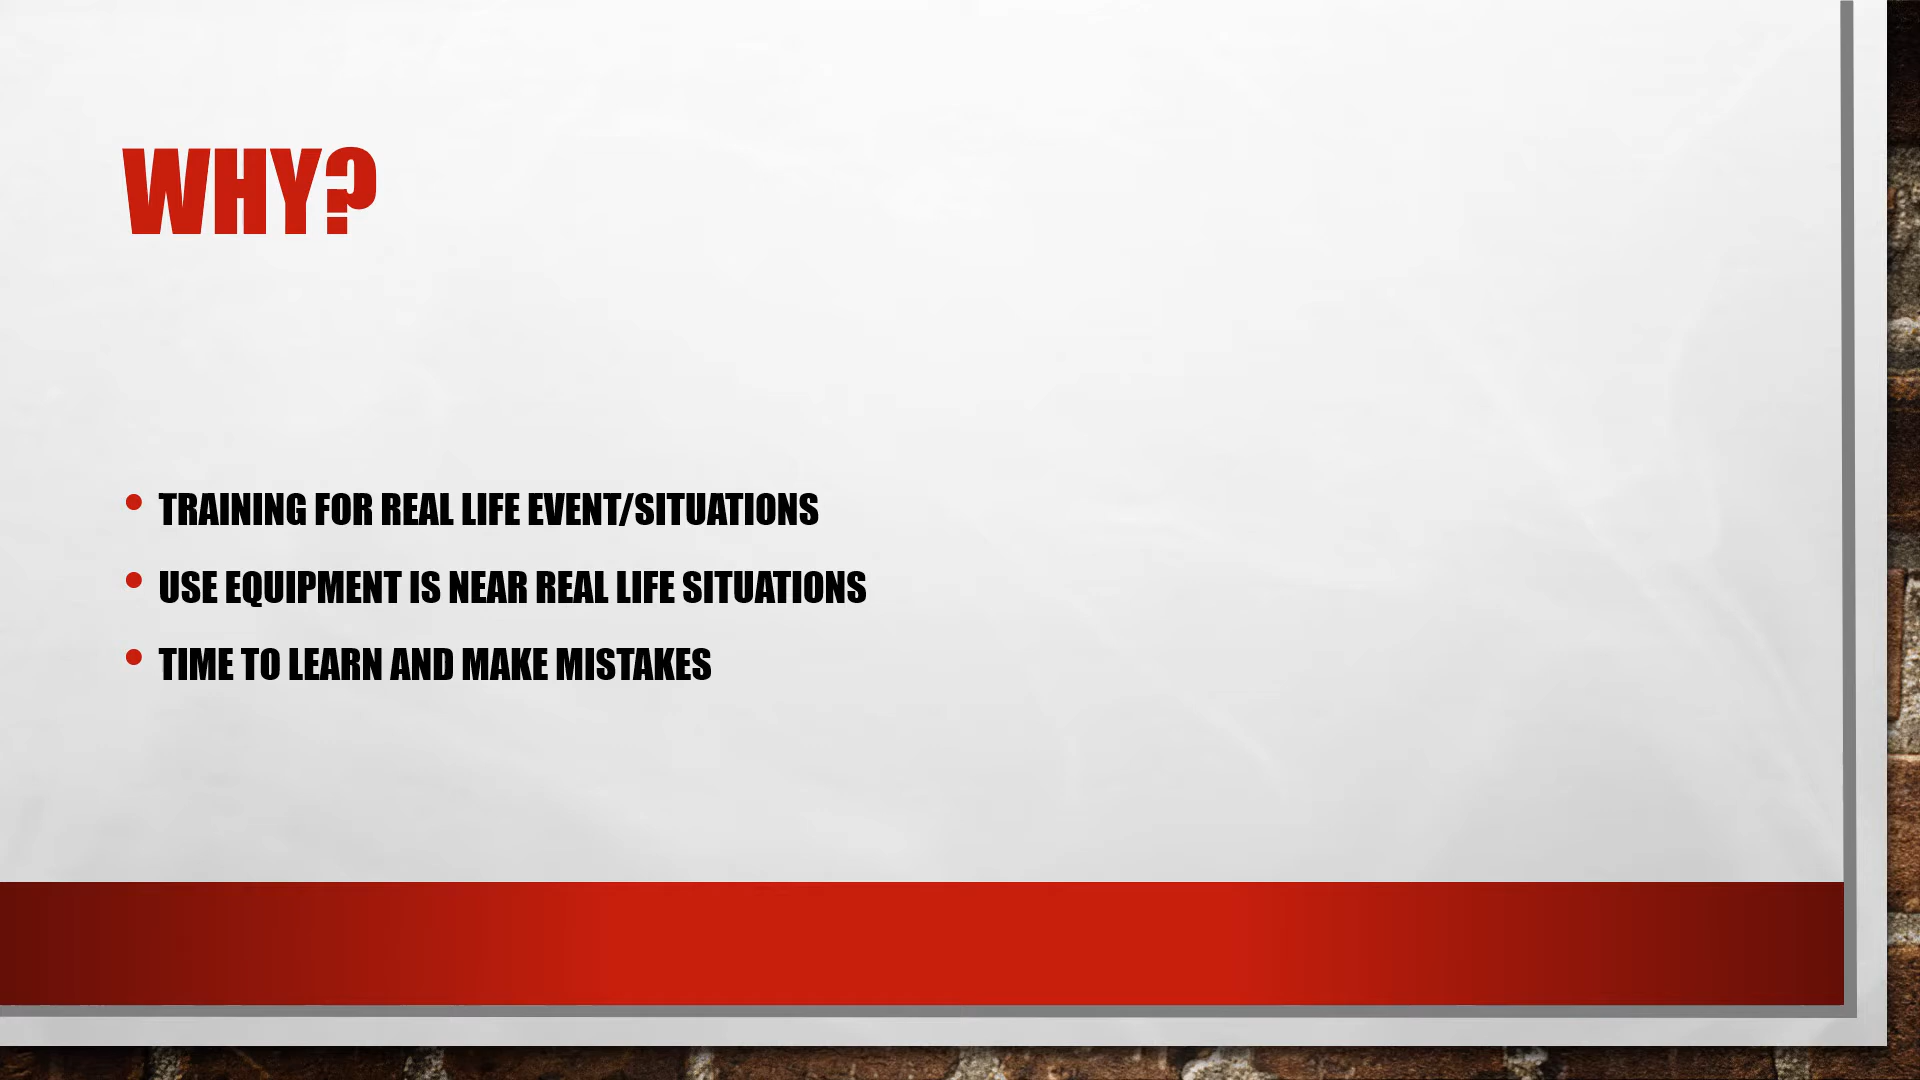 WHY?
• TRAINING FOR REAL LIFE EVENT/SITUATIONS
• USE EQUIPMENT IS NEAR REAL LIFE SITUATIONS
• TIME TO LEARN AND MAKE MISTAKES